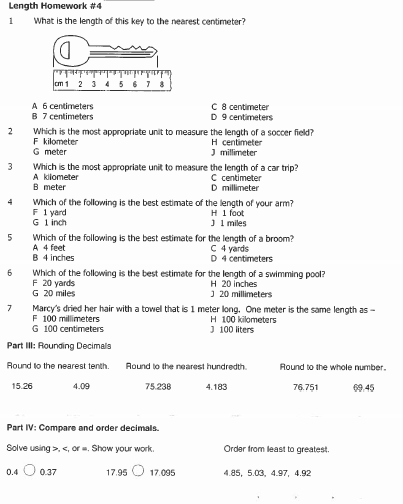 Length Homework #4
1 What is the length of this key to the nearest centimeter?
cm 1 2 3 4 5 6 7 8
A 6 centimeters C 8 centimeter
B 7 centimeters D 9 centimeters
2 Which is the most appropriate unit to measure the length of a soccer field?
F kilometer H centimeter
G meter J millimeter
3 Which is the most appropriate unit to measure the length of a car trip?
A kilometer C centimeter
B meter D millimeter
4 Which of the following is the best estimate of the length of your arm?
F 1 yard H 1 foot
G 1 inch J 1 miles
5 Which of the following is the best estimate for the length of a broom?
A 4 feet C 4 yards
B 4 inches D 4 centimeters
6 Which of the following is the best estimate for the length of a swimming pool?
F 20 yards H 20 inches
G 20 miles J 20 millimeters
7 Marcy's dried her hair with a towel that is 1 meter long. One meter is the same length as –
F 100 millimeters H 100 kilometers
G 100 centimeters J 100 liters
Part III: Rounding Decimals
Round to the nearest tenth. Round to the nearest hundredth. Round to the whole number.
15.26 4.09 75.238 4.183 76.751 69.45
Part IV: Compare and order decimals.
Solve using >, <, or =. Show your work. Order from least to greatest.
0.4 0.37 17.95 17.095 4.85, 5.03, 4.97, 4.92